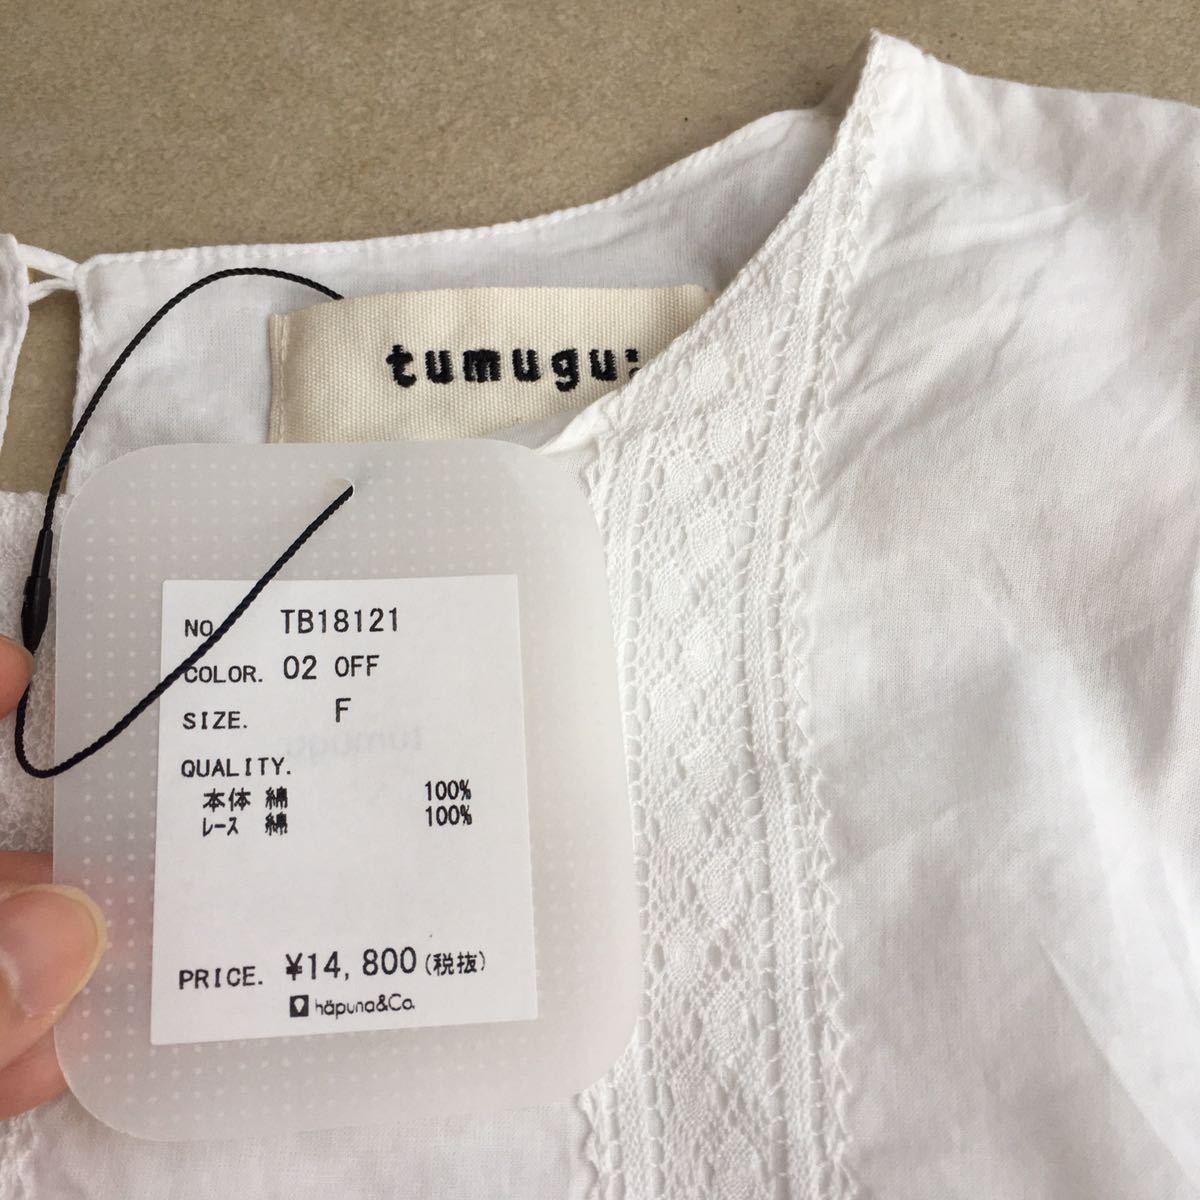 tumugu:
NO. TB18121
COLOR. 02 OFF
SIZE. F
QUALITY.
本体 綿 100%
レース 綿 100%
PRICE. ¥14,800(税抜)
häpuna&Co.